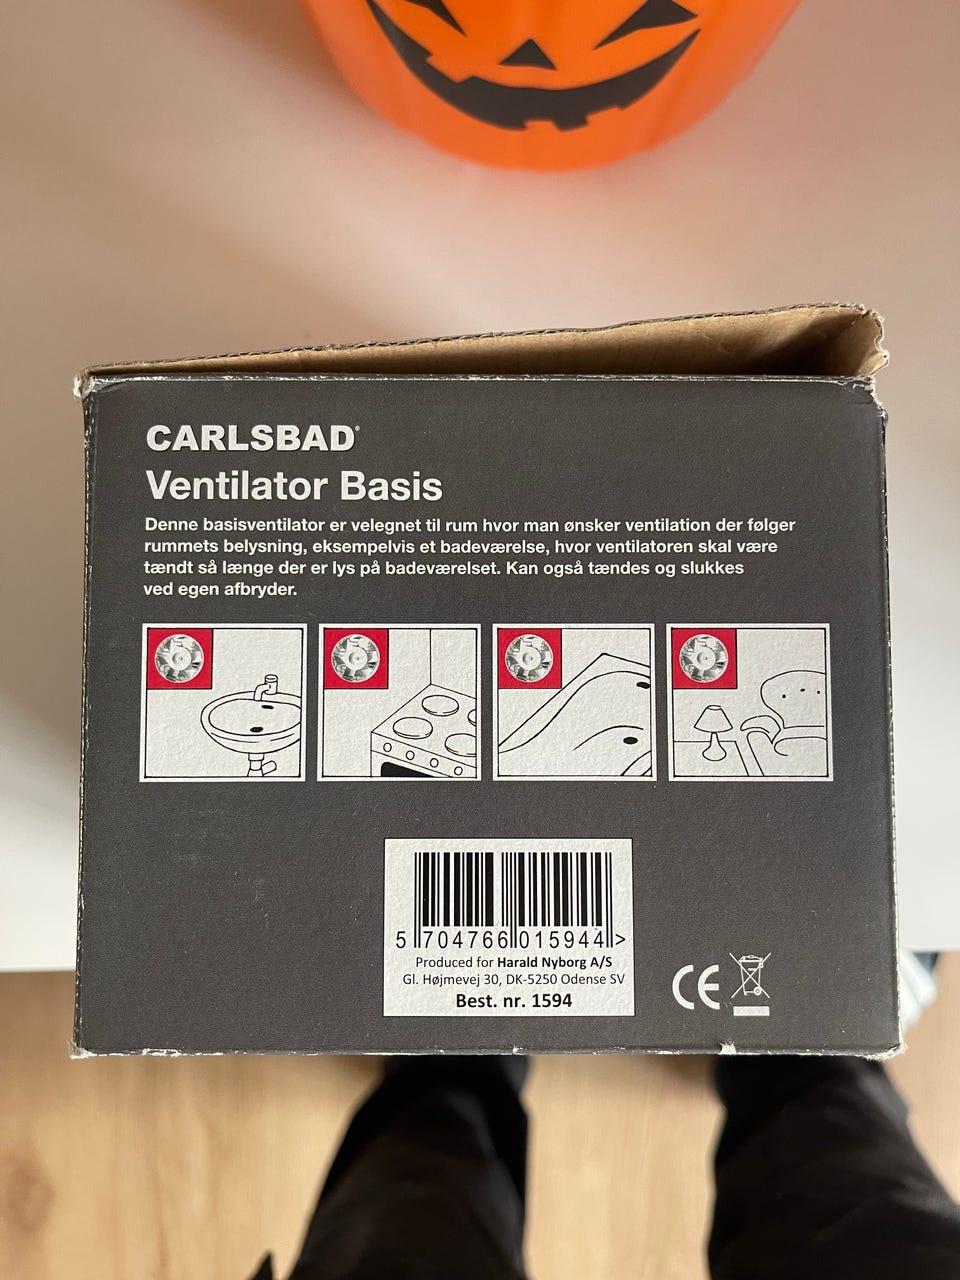 CARLSBAD®
Ventilator Basis
Denne basisventilator er velegnet til rum hvor man ønsker ventilation der følger
rummets belysning, eksempelvis et badeværelse, hvor ventilatoren skal være
tændt så længe der er lys på badeværelset. Kan også tændes og slukkes
ved egen afbryder.
5 704766 015944 >
Produced for Harald Nyborg A/S
Gl. Højmevej 30, DK-5250 Odense SV
Best. nr. 1594
CE